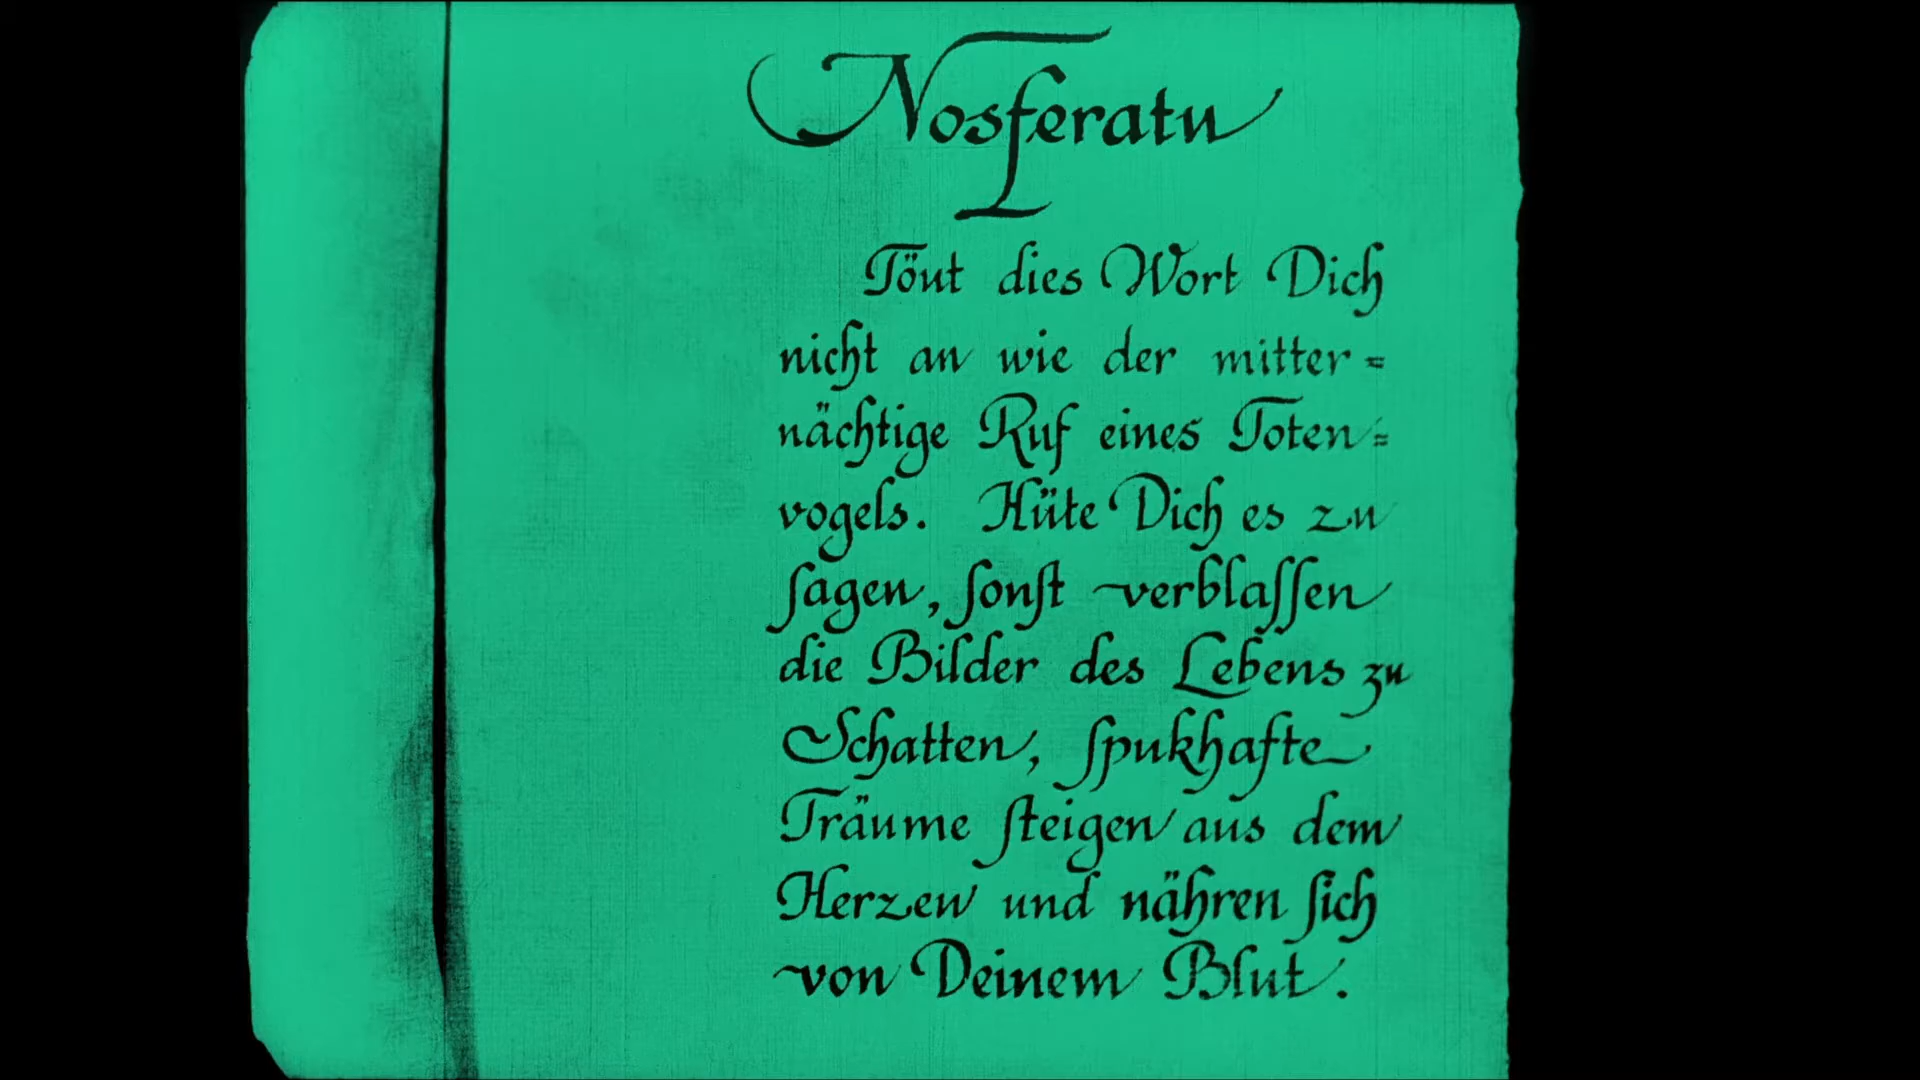 Nosferatu
Tönt dies Wort Dich
nicht an wie der mitter=
nächtige Ruf eines Toten=
vogels. Hüte Dich es zu
ſagen, ſonſt verblaſſen
die Bilder des Lebens zu
Schatten, ſpukhafte
Träume ſteigen aus dem
Herzen und nähren ſich
von Deinem Blut.